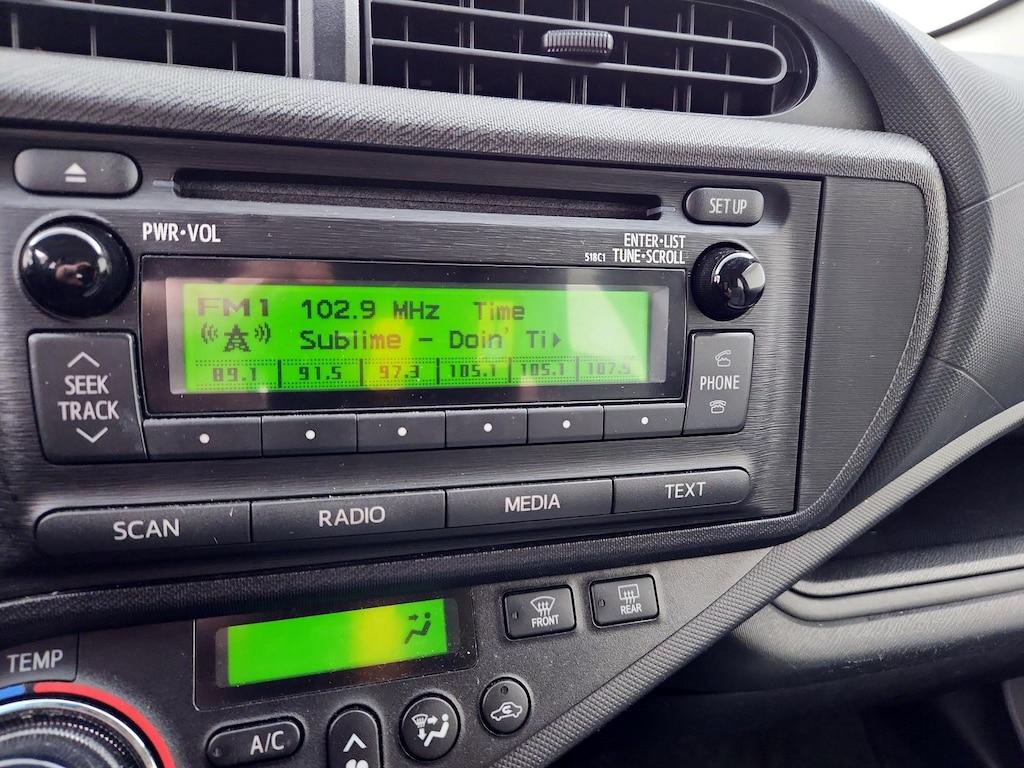 SET UP
PWR•VOL
ENTER•LIST
518C1 TUNE•SCROLL
FM1 102.9 MHz Time
Sublime - Doin' Ti
89.1 91.5 97.3 105.1 105.1 107.5
SEEK
TRACK
PHONE
SCAN RADIO MEDIA TEXT
FRONT REAR
TEMP
A/C